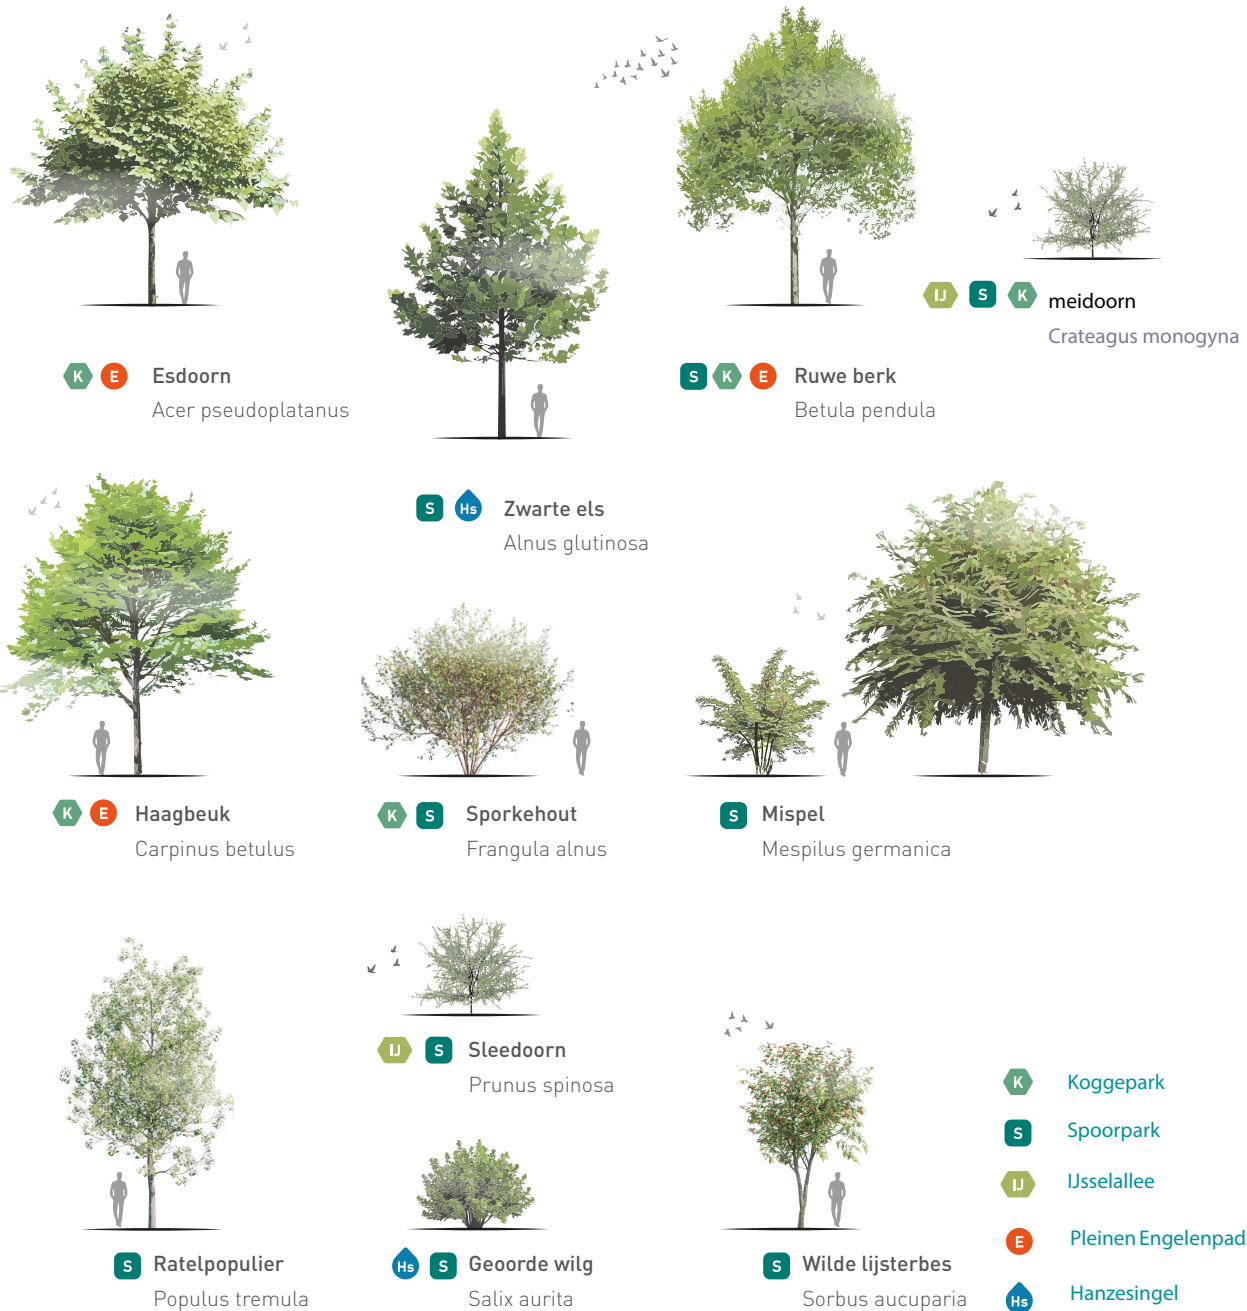 IJ S K meidoorn
Crateagus monogyna
K E Esdoorn
Acer pseudoplatanus
S K E Ruwe berk
Betula pendula
S Hs Zwarte els
Alnus glutinosa
K E Haagbeuk
Carpinus betulus
K S Sporkehout
Frangula alnus
S Mispel
Mespilus germanica
IJ S Sleedoorn
Prunus spinosa
S Ratelpopulier
Populus tremula
Hs S Geoorde wilg
Salix aurita
S Wilde lijsterbes
Sorbus aucuparia
K Koggepark
S Spoorpark
IJ IJsselallee
E Pleinen Engelenpad
Hs Hanzesingel